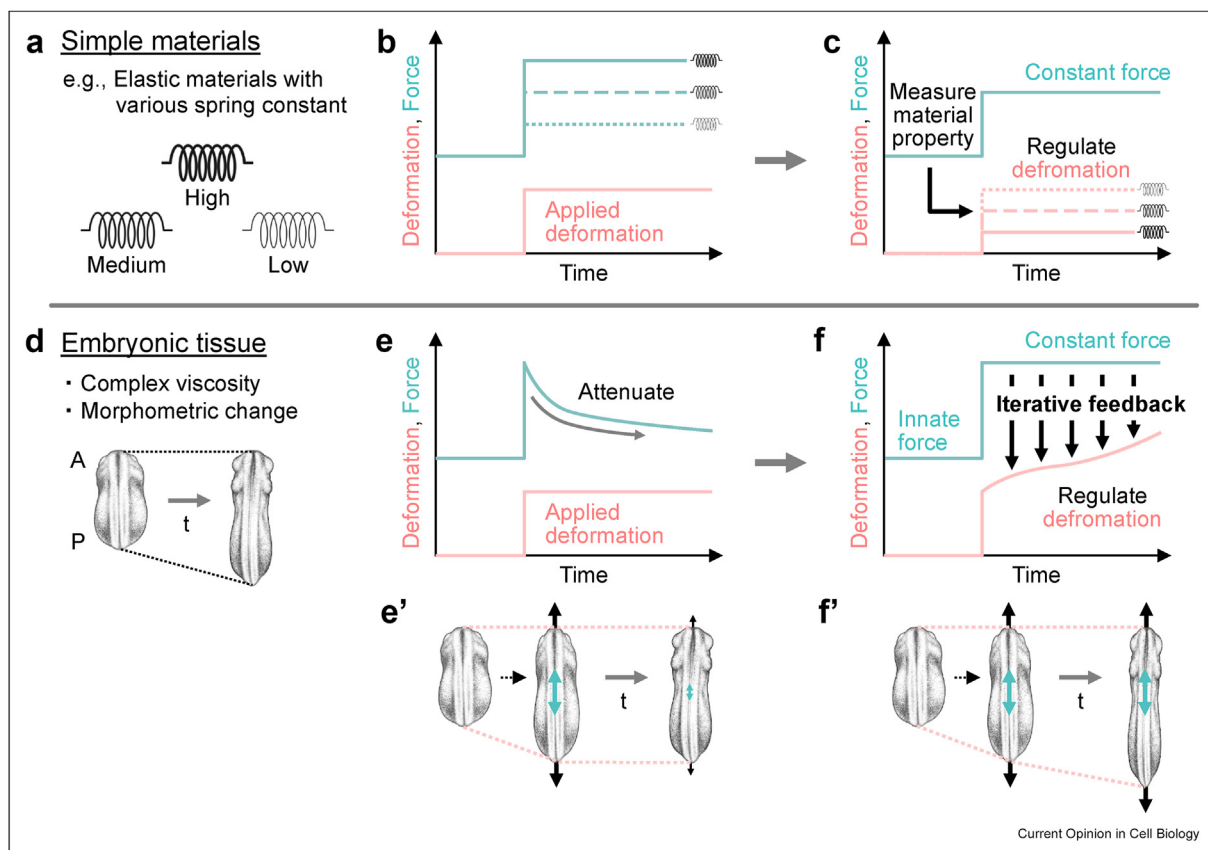 a Simple materials
e.g., Elastic materials with
various spring constant
High
Medium
Low
b
Deformation, Force
Applied
deformation
Time
c
Deformation, Force
Constant force
Measure
material
property
Regulate
defromation
Time
d Embryonic tissue
・ Complex viscosity
・ Morphometric change
A
P
t
e
Deformation, Force
Attenuate
Applied
deformation
Time
f
Deformation, Force
Constant force
Innate
force
Iterative feedback
Regulate
defromation
Time
e'
t
f'
t
Current Opinion in Cell Biology